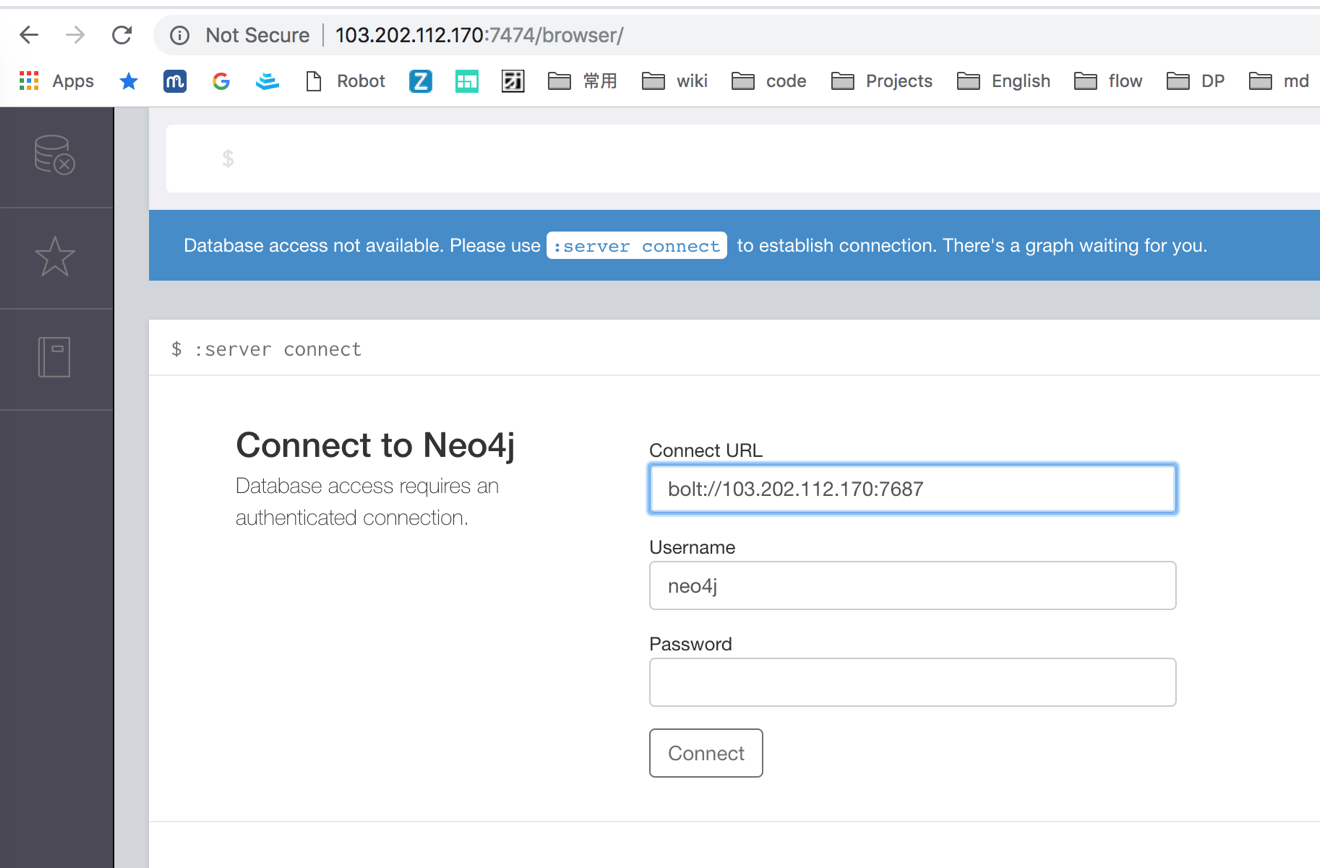 Not Secure | 103.202.112.170:7474/browser/
Apps m G Robot Z 常用 wiki code Projects English flow DP md
$
Database access not available. Please use :server connect to establish connection. There's a graph waiting for you.
$ :server connect
Connect to Neo4j
Database access requires an
authenticated connection.
Connect URL
bolt://103.202.112.170:7687
Username
neo4j
Password
Connect